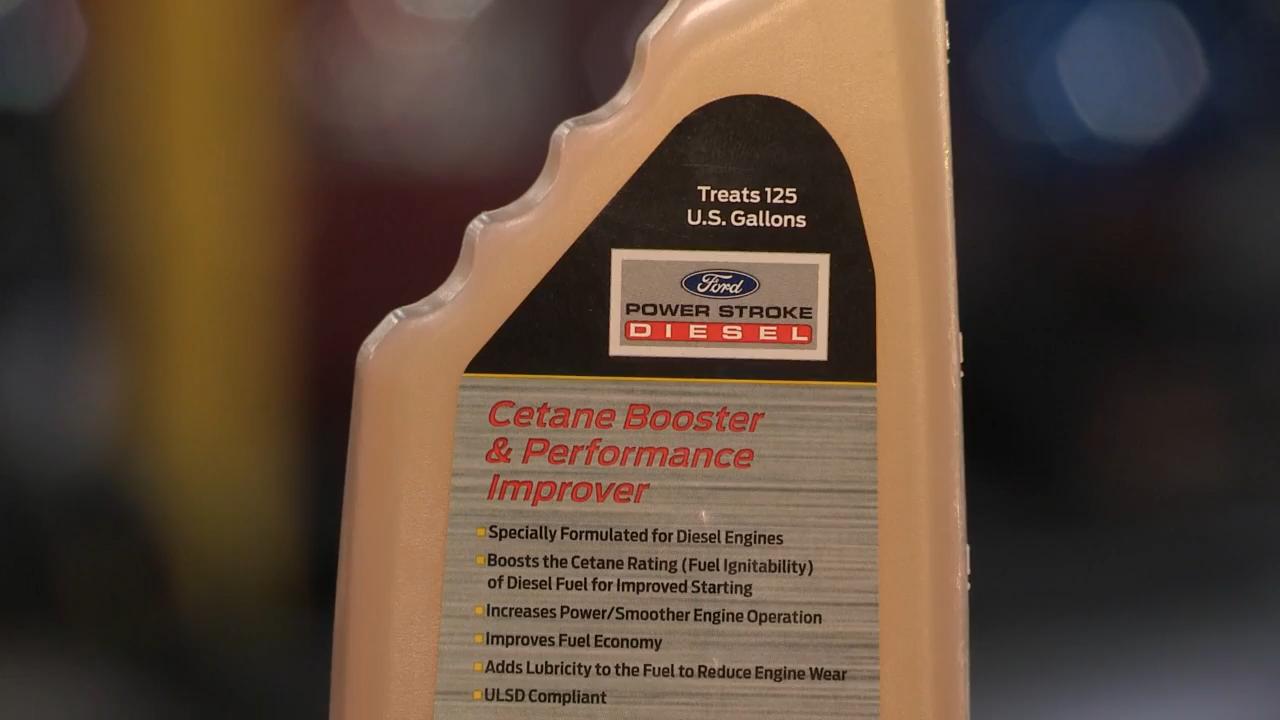 Treats 125
U.S. Gallons
Ford
POWER STROKE
DIESEL
Cetane Booster
& Performance
Improver
Specially Formulated for Diesel Engines
Boosts the Cetane Rating (Fuel Ignitability)
of Diesel Fuel for Improved Starting
Increases Power/Smoother Engine Operation
Improves Fuel Economy
Adds Lubricity to the Fuel to Reduce Engine Wear
ULSD Compliant